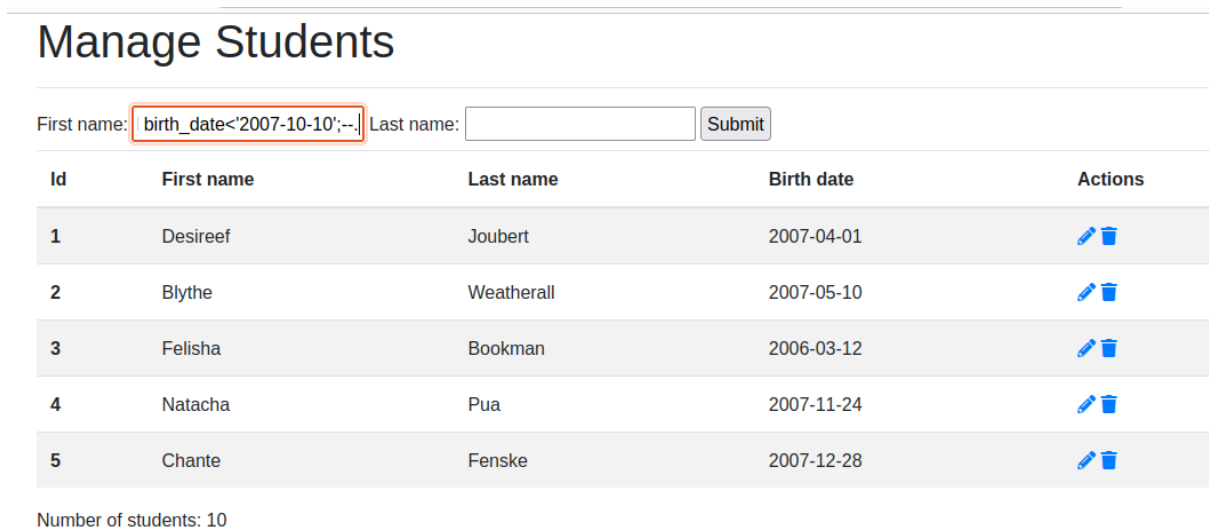 Manage Students
First name: birth_date<'2007-10-10';--. Last name: Submit
Id First name Last name Birth date Actions
1 Desireef Joubert 2007-04-01
2 Blythe Weatherall 2007-05-10
3 Felisha Bookman 2006-03-12
4 Natacha Pua 2007-11-24
5 Chante Fenske 2007-12-28
Number of students: 10